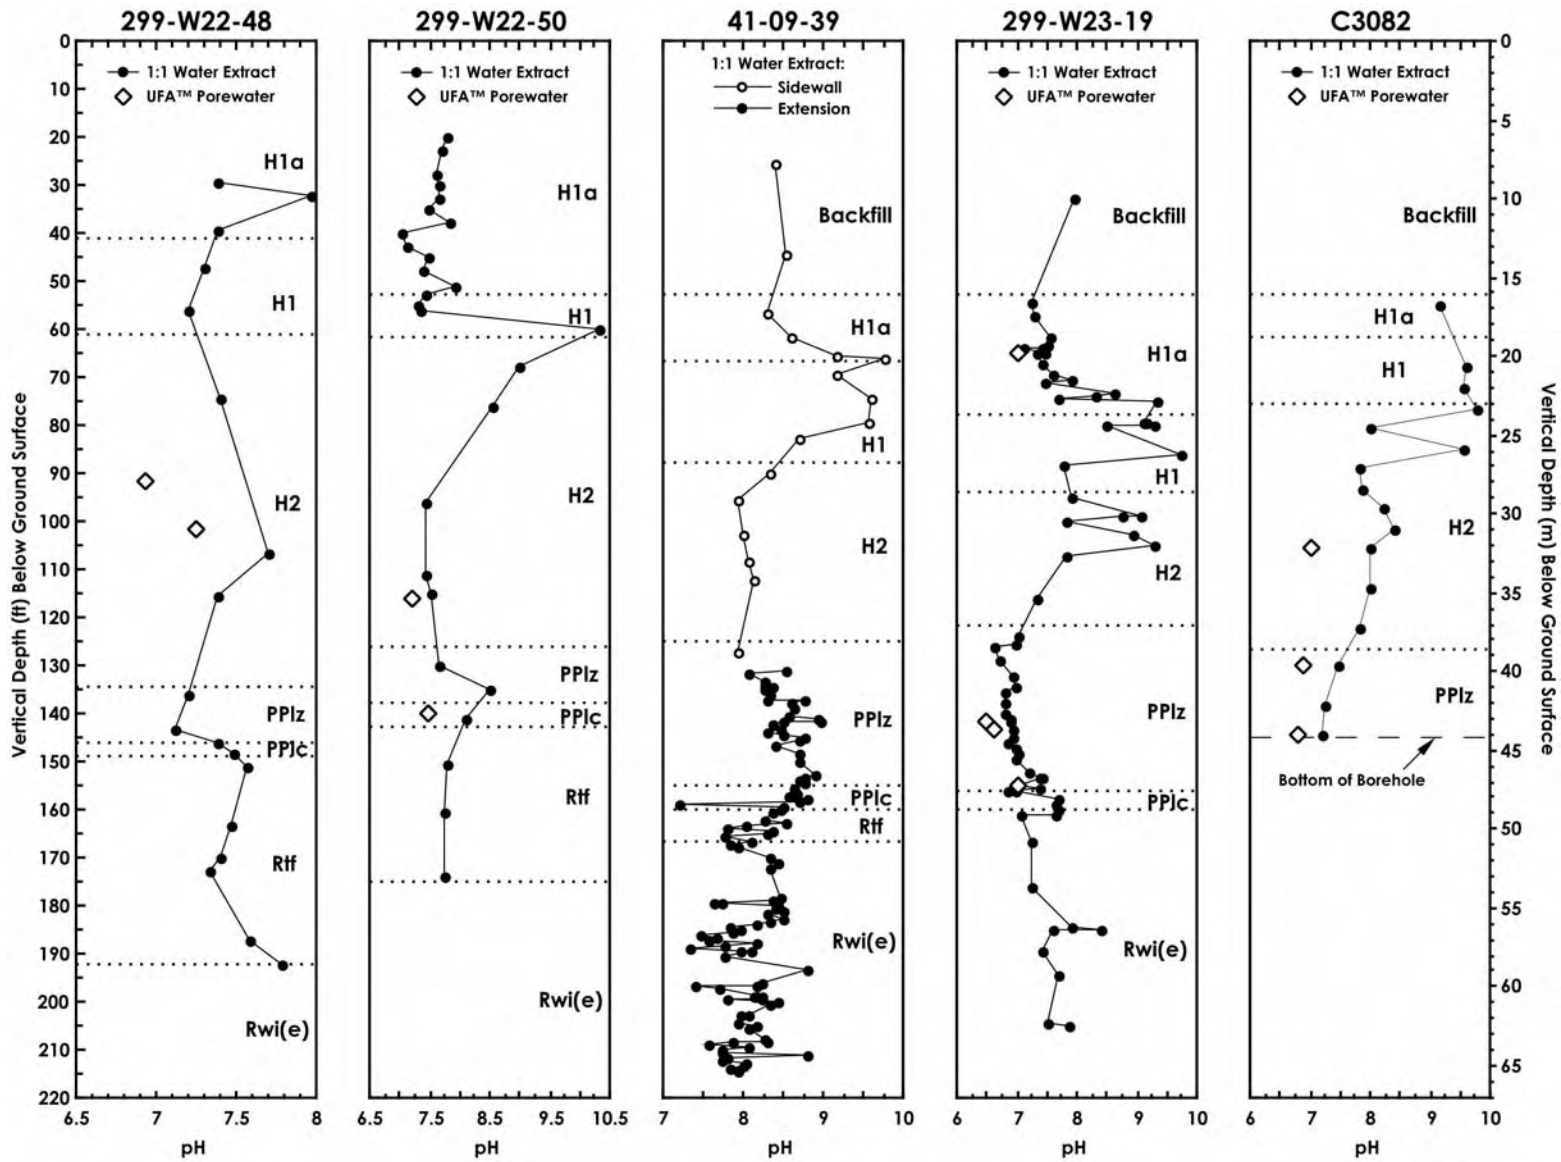 299-W22-48 299-W22-50 41-09-39 299-W23-19 C3082
Vertical Depth (ft) Below Ground Surface
0
10
20
30
40
50
60
70
80
90
100
110
120
130
140
150
160
170
180
190
200
210
220
1:1 Water Extract
UFA™ Porewater
H1a
H1
H2
PPlz
PPlc
Rtf
Rwi(e)
6.5 7 7.5 8
pH
1:1 Water Extract
UFA™ Porewater
H1a
H1
H2
PPlz
PPlc
Rtf
Rwi(e)
6.5 7.5 8.5 9.5 10.5
pH
1:1 Water Extract:
Sidewall
Extension
Backfill
H1a
H1
H2
PPlz
PPlc
Rtf
Rwi(e)
7 8 9 10
pH
1:1 Water Extract
UFA™ Porewater
Backfill
H1a
H1
H2
PPlz
PPlc
Rwi(e)
6 7 8 9 10
pH
1:1 Water Extract
UFA™ Porewater
Backfill
H1a
H1
H2
PPlz
Bottom of Borehole
6 7 8 9 10
pH
0
5
10
15
20
25
30
35
40
45
50
55
60
65
Vertical Depth (m) Below Ground Surface